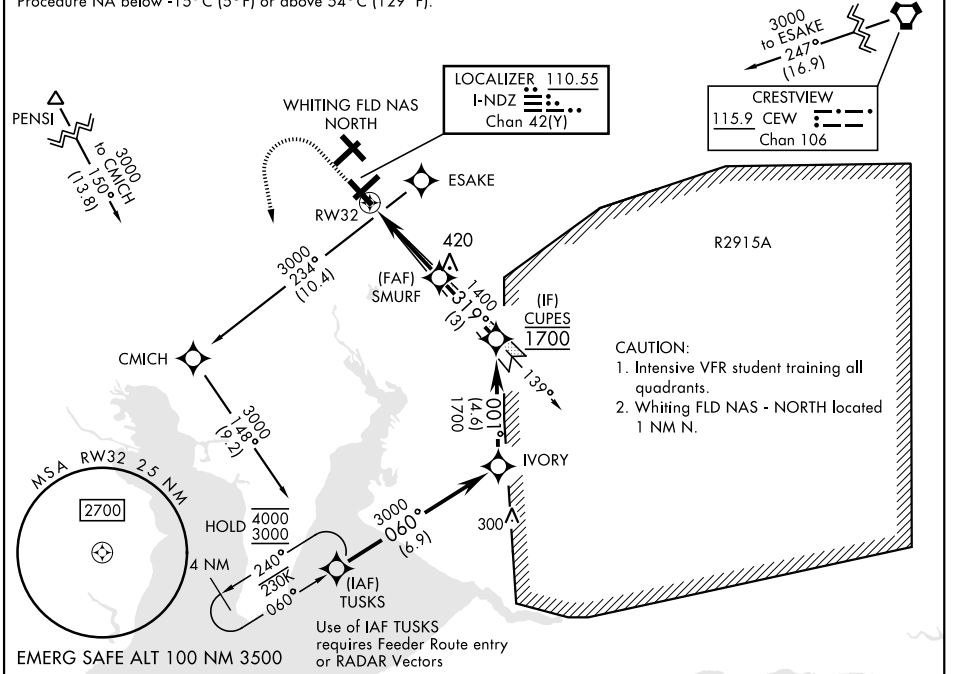 Procedure NA below -15°C (5°F) or above 54°C (129°F).
3000
to ESAKE
247°
(16.9)
LOCALIZER 110.55
I-NDZ
Chan 42(Y)
CRESTVIEW
115.9 CEW
Chan 106
PENSI
3000
to CMICH
150°
(13.8)
WHITING FLD NAS
NORTH
RW32
ESAKE
R2915A
3000
234°
(10.4)
420
(FAF)
SMURF
1400
319°
(3)
(IF)
CUPES
1700
139°
CMICH
CAUTION:
1. Intensive VFR student training all
quadrants.
2. Whiting FLD NAS - NORTH located
1 NM N.
3000
148°
(9.2)
001°
(4.6)
1700
IVORY
MSA RW32 25 NM
2700
HOLD 4000
3000
4 NM
240°
230K
060°
3000
060°
(6.9)
300
(IAF)
TUSKS
Use of IAF TUSKS
requires Feeder Route entry
or RADAR Vectors
EMERG SAFE ALT 100 NM 3500